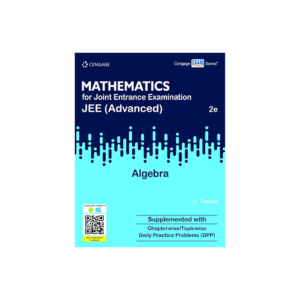 CENGAGE
Cengage EXAM Series
MATHEMATICS
for Joint Entrance Examination
JEE (Advanced)
2e
Algebra
G. Tewani
Supplemented with
Chapterwise/Topicwise
Daily Practice Problems (DPP)